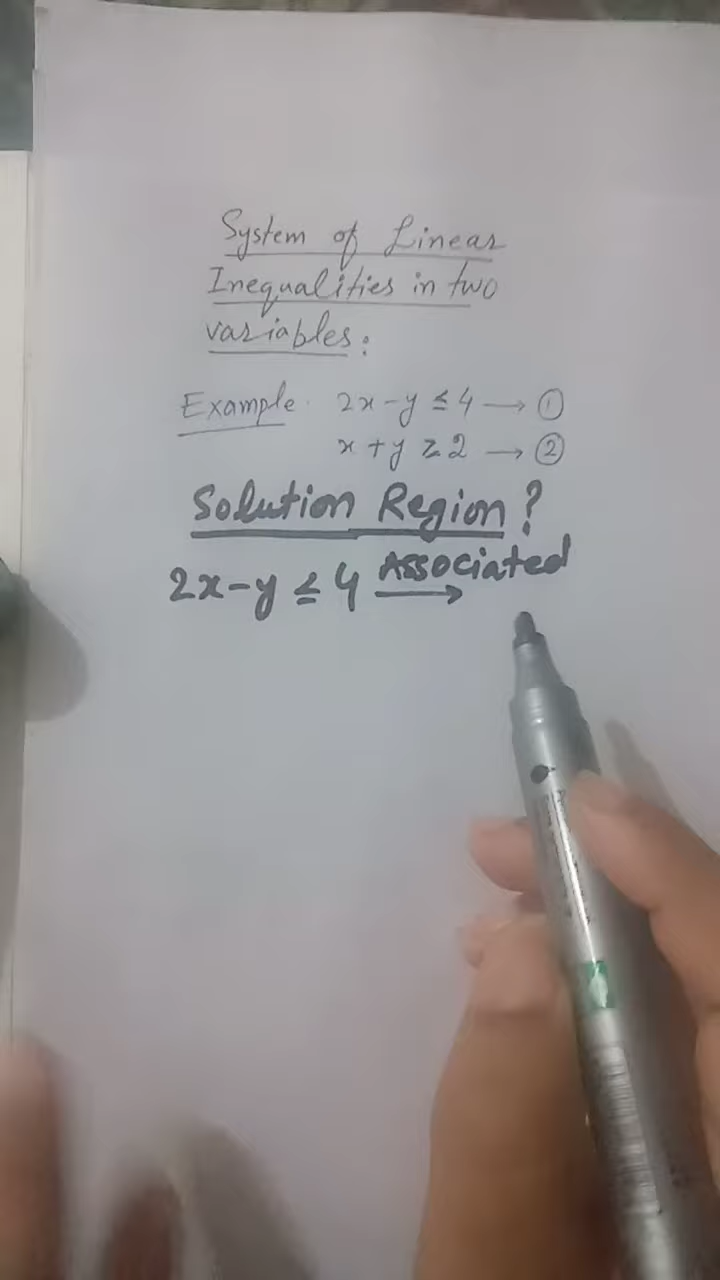 System of Linear
Inequalities in two
variables:
Example. 2x-y ≤ 4 → ①
x + y ≥ 2 → ②
Solution Region?
2x-y ≤ 4 Associated →